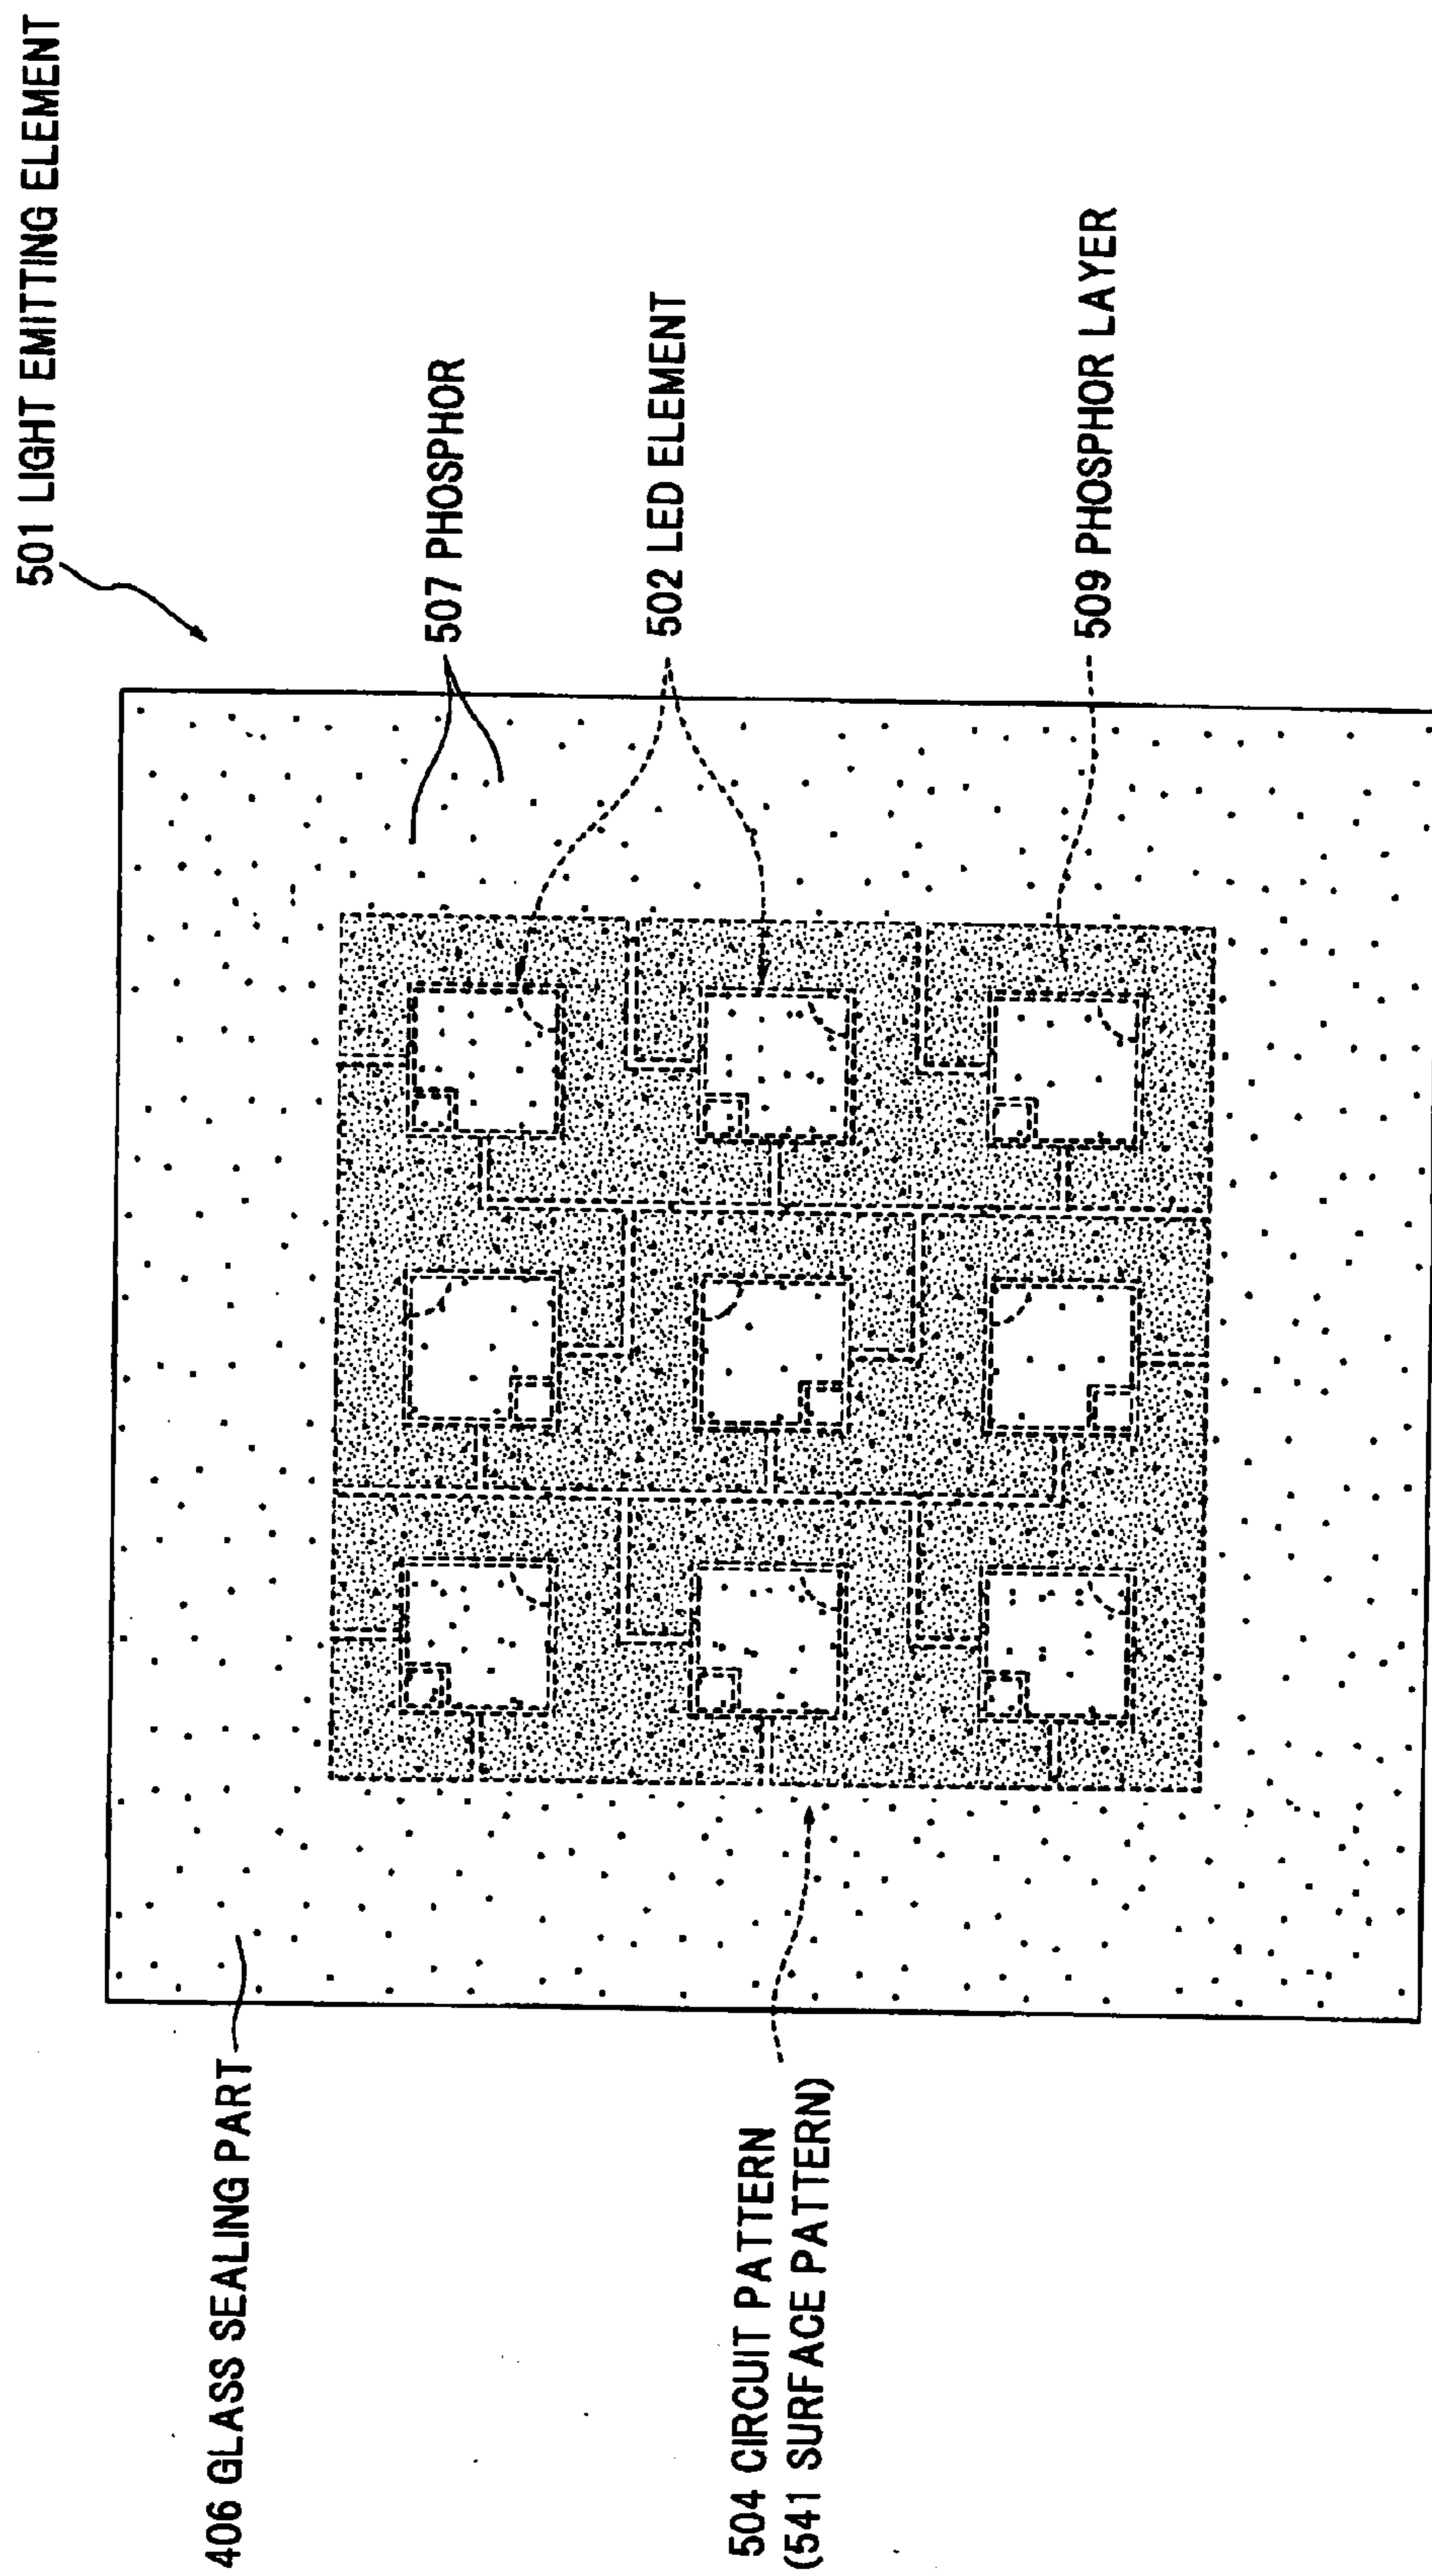 501 LIGHT EMITTING ELEMENT
507 PHOSPHOR
502 LED ELEMENT
509 PHOSPHOR LAYER
406 GLASS SEALING PART
504 CIRCUIT PATTERN
(541 SURFACE PATTERN)